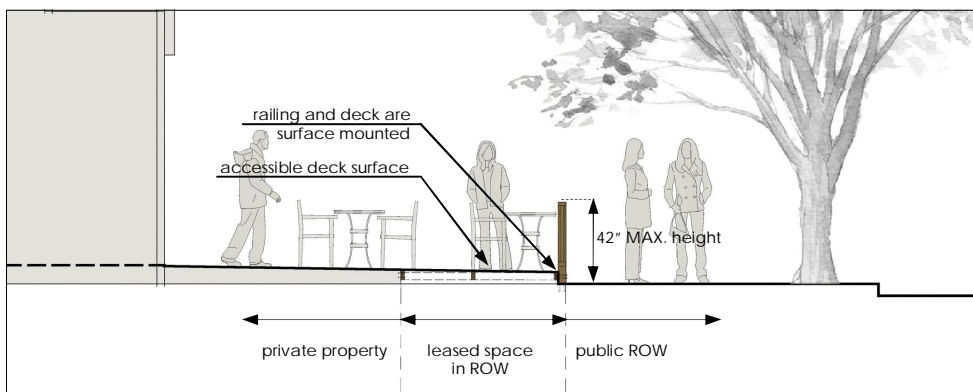 railing and deck are
surface mounted
accessible deck surface
42" MAX. height
private property
leased space
in ROW
public ROW